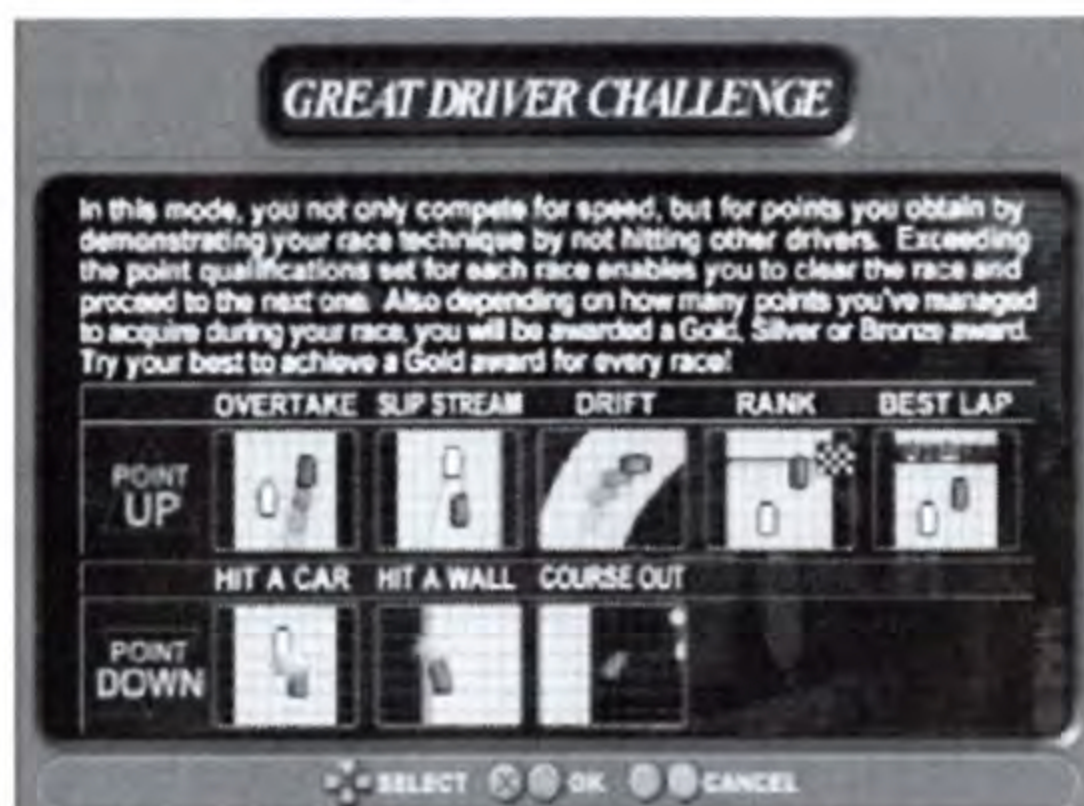 GREAT DRIVER CHALLENGE
In this mode, you not only compete for speed, but for points you obtain by
demonstrating your race technique by not hitting other drivers. Exceeding
the point qualifications set for each race enables you to clear the race and
proceed to the next one. Also depending on how many points you've managed
to acquire during your race, you will be awarded a Gold, Silver or Bronze award.
Try your best to achieve a Gold award for every race!
OVERTAKE SLIP STREAM DRIFT RANK BEST LAP
POINT
UP
HIT A CAR HIT A WALL COURSE OUT
POINT
DOWN
SELECT OK CANCEL